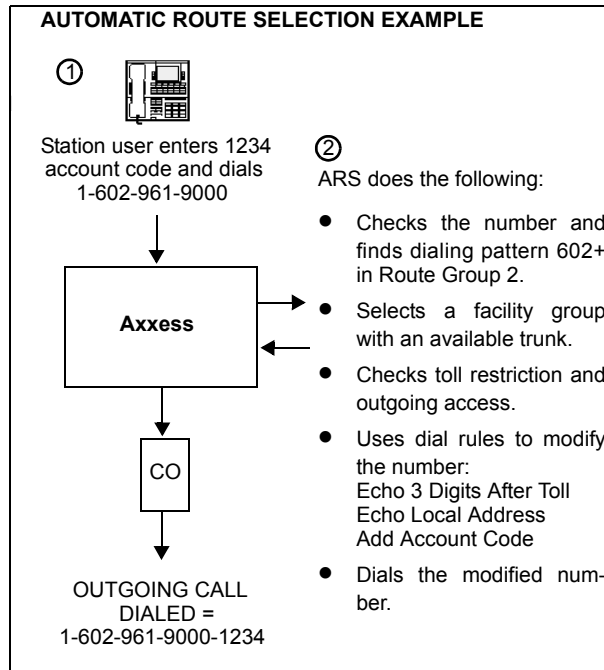 AUTOMATIC ROUTE SELECTION EXAMPLE
1
Station user enters 1234
account code and dials
1-602-961-9000
Axxess
CO
OUTGOING CALL
DIALED =
1-602-961-9000-1234
2
ARS does the following:
● Checks the number and
finds dialing pattern 602+
in Route Group 2.
● Selects a facility group
with an available trunk.
● Checks toll restriction and
outgoing access.
● Uses dial rules to modify
the number:
Echo 3 Digits After Toll
Echo Local Address
Add Account Code
● Dials the modified num-
ber.